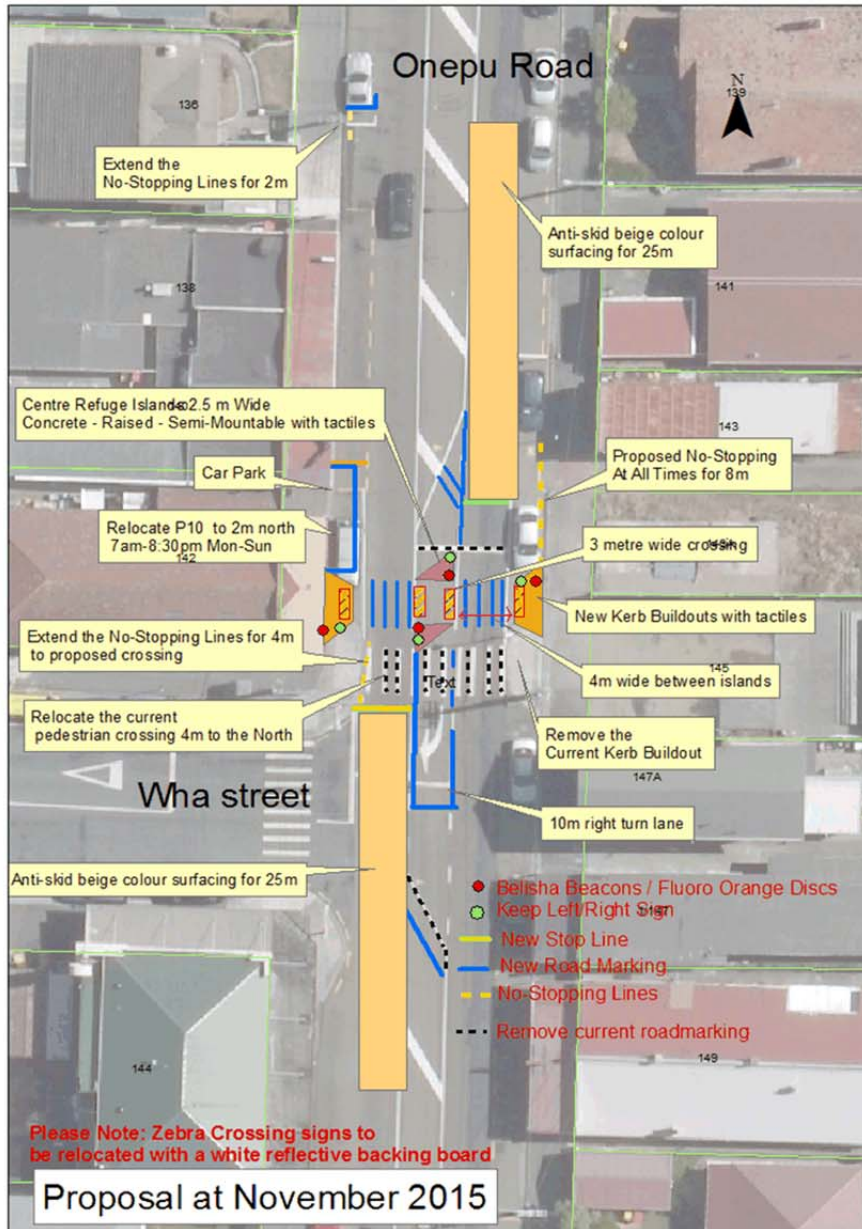 Onepu Road
N
139
136
Extend the
No-Stopping Lines for 2m
Anti-skid beige colour
surfacing for 25m
138
141
Centre Refuge Islands 2.5 m Wide
Concrete - Raised - Semi-Mountable with tactiles
143
Proposed No-Stopping
At All Times for 8m
Car Park
Relocate P10 to 2m north
7am-8:30pm Mon-Sun
142
3 metre wide crossing
New Kerb Buildouts with tactiles
Extend the No-Stopping Lines for 4m
to proposed crossing
145
4m wide between islands
Text
Relocate the current
pedestrian crossing 4m to the North
Remove the
Current Kerb Buildout
147A
Wha street
10m right turn lane
Anti-skid beige colour surfacing for 25m
Belisha Beacons / Fluoro Orange Discs
Keep Left/Right Sign
New Stop Line
New Road Marking
No-Stopping Lines
Remove current roadmarking
149
144
Please Note: Zebra Crossing signs to
be relocated with a white reflective backing board
Proposal at November 2015